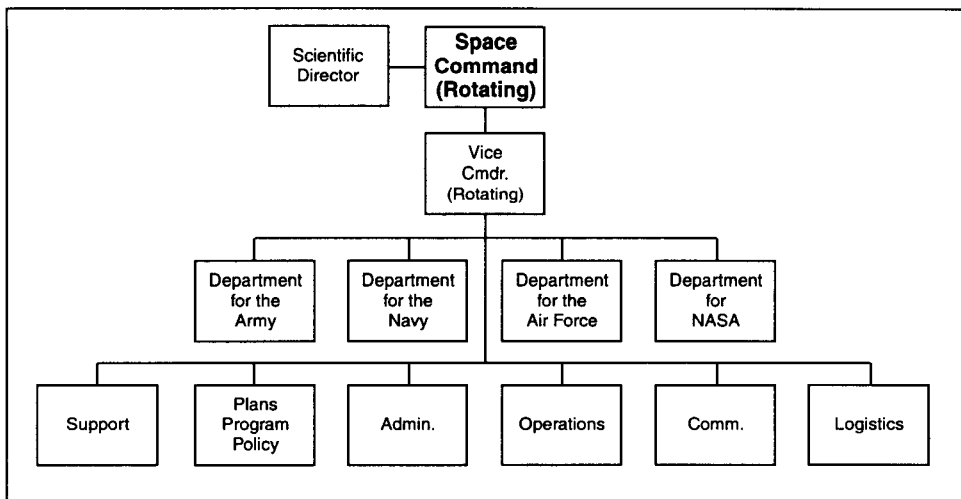 Scientific
Director
Space
Command
(Rotating)
Vice
Cmdr.
(Rotating)
Department
for the
Army
Department
for the
Navy
Department
for the
Air Force
Department
for
NASA
Support
Plans
Program
Policy
Admin.
Operations
Comm.
Logistics